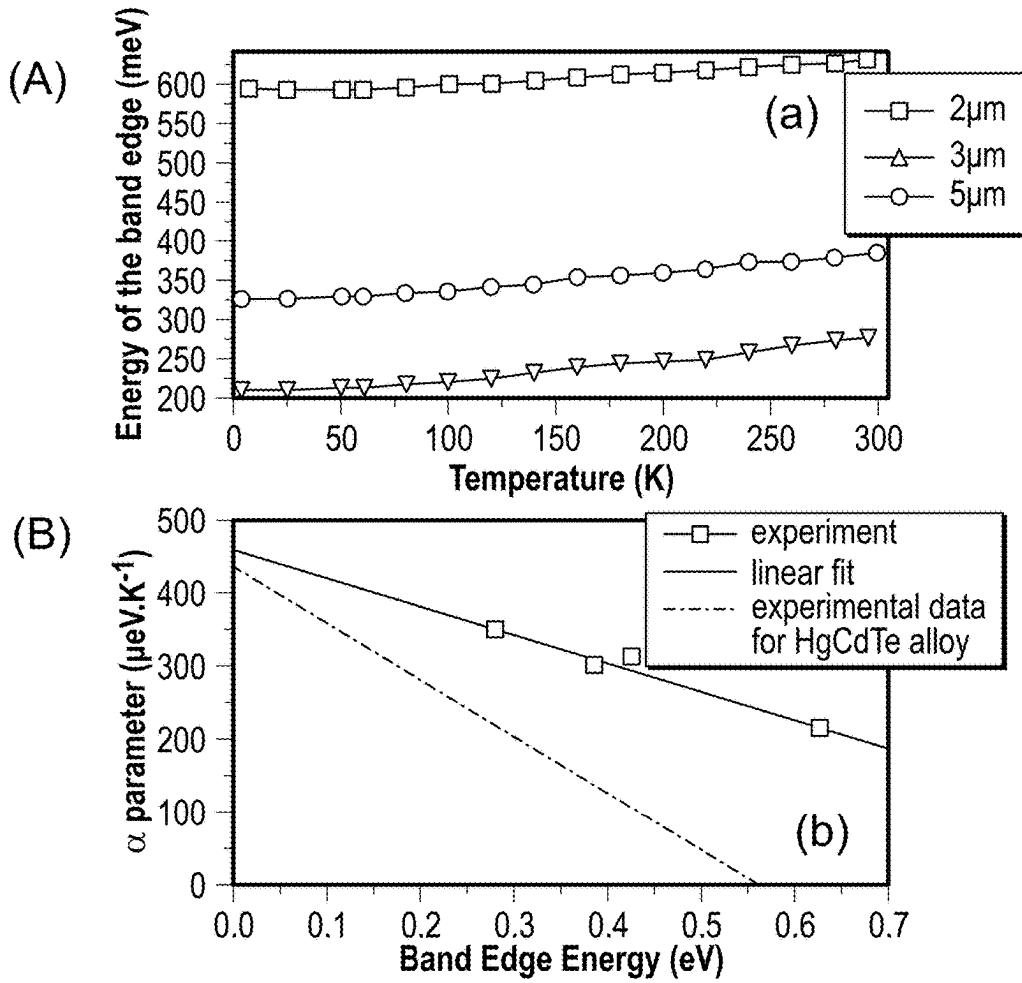 (A)
Energy of the band edge (meV)
600
550
500
450
400
350
300
250
200
0 50 100 150 200 250 300
Temperature (K)
(a)
2µm
3µm
5µm
(B)
α parameter (µeV.K⁻¹)
500
400
300
200
100
0
0.0 0.1 0.2 0.3 0.4 0.5 0.6 0.7
Band Edge Energy (eV)
experiment
linear fit
experimental data
for HgCdTe alloy
(b)